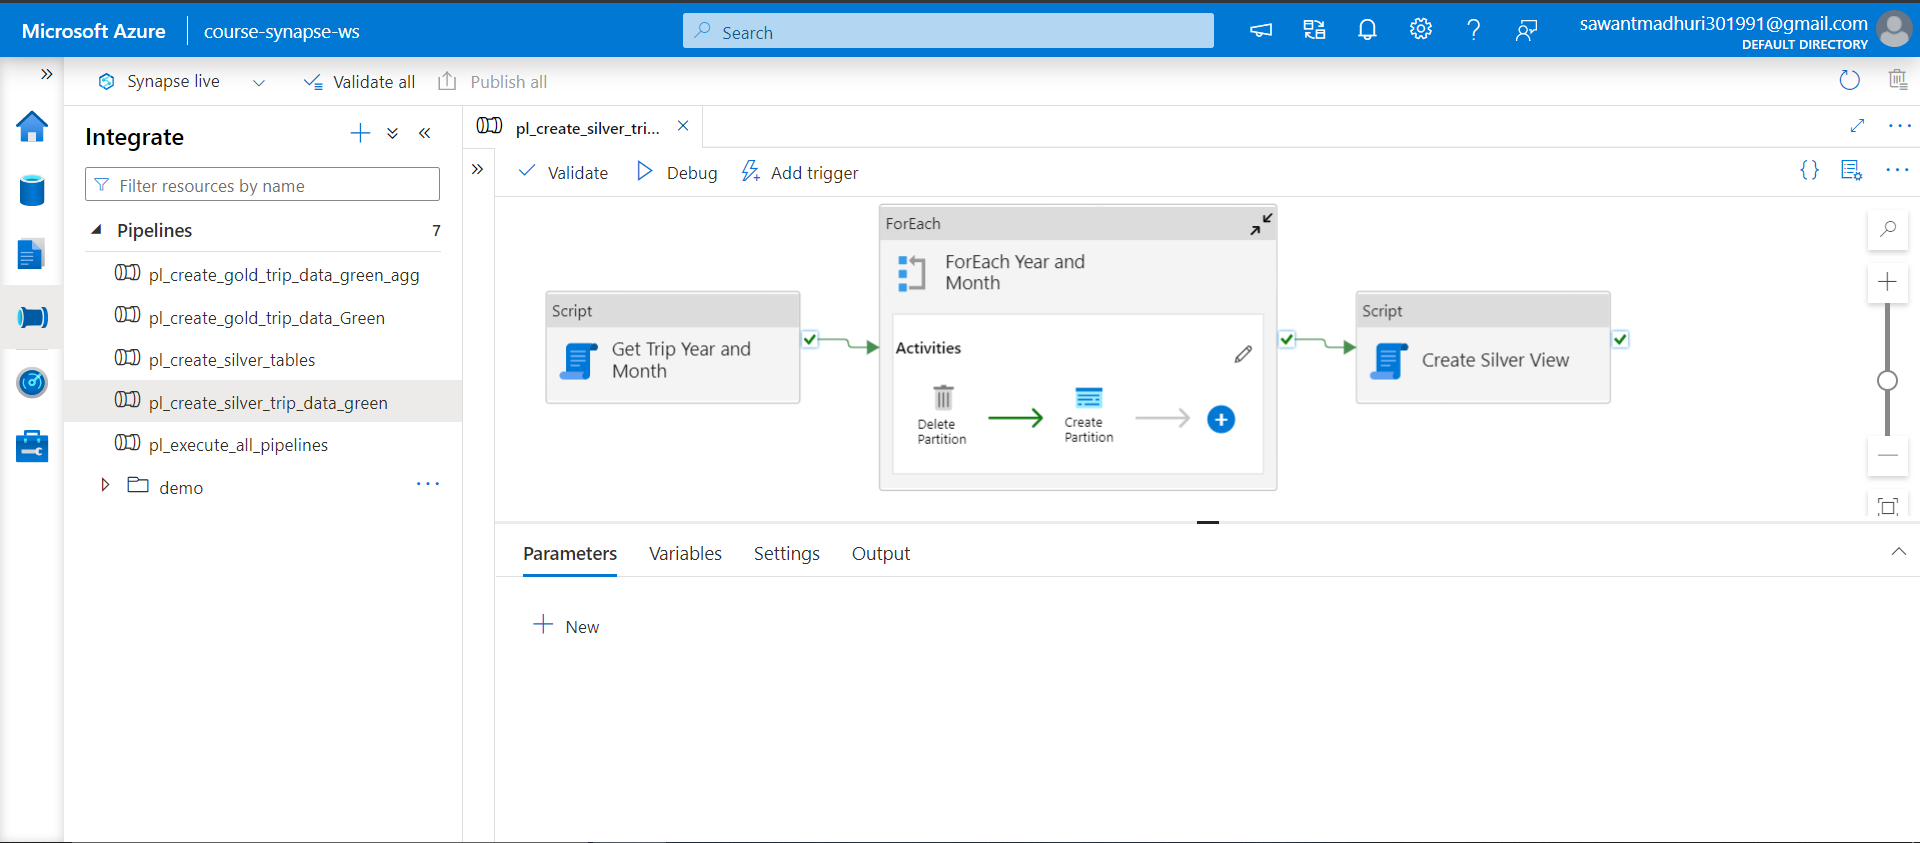 Microsoft Azure
course-synapse-ws
Search
sawantmadhuri301991@gmail.com
DEFAULT DIRECTORY
Synapse live
Validate all
Publish all
Integrate
Filter resources by name
Pipelines
7
pl_create_gold_trip_data_green_agg
pl_create_gold_trip_data_Green
pl_create_silver_tables
pl_create_silver_trip_data_green
pl_execute_all_pipelines
demo
pl_create_silver_tri...
Validate
Debug
Add trigger
Script
Get Trip Year and
Month
ForEach
ForEach Year and
Month
Activities
Delete
Partition
Create
Partition
Script
Create Silver View
Parameters
Variables
Settings
Output
New